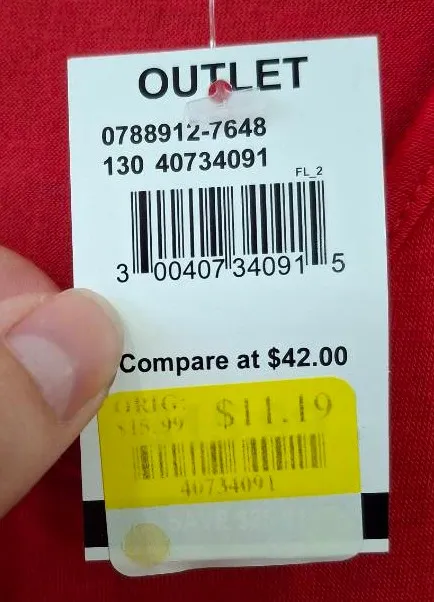 OUTLET
0788912-7648
130 40734091
FL_2
3 00407 34091 5
Compare at $42.00
ORIG:
$15.99 $11.19
40734091
SAVE